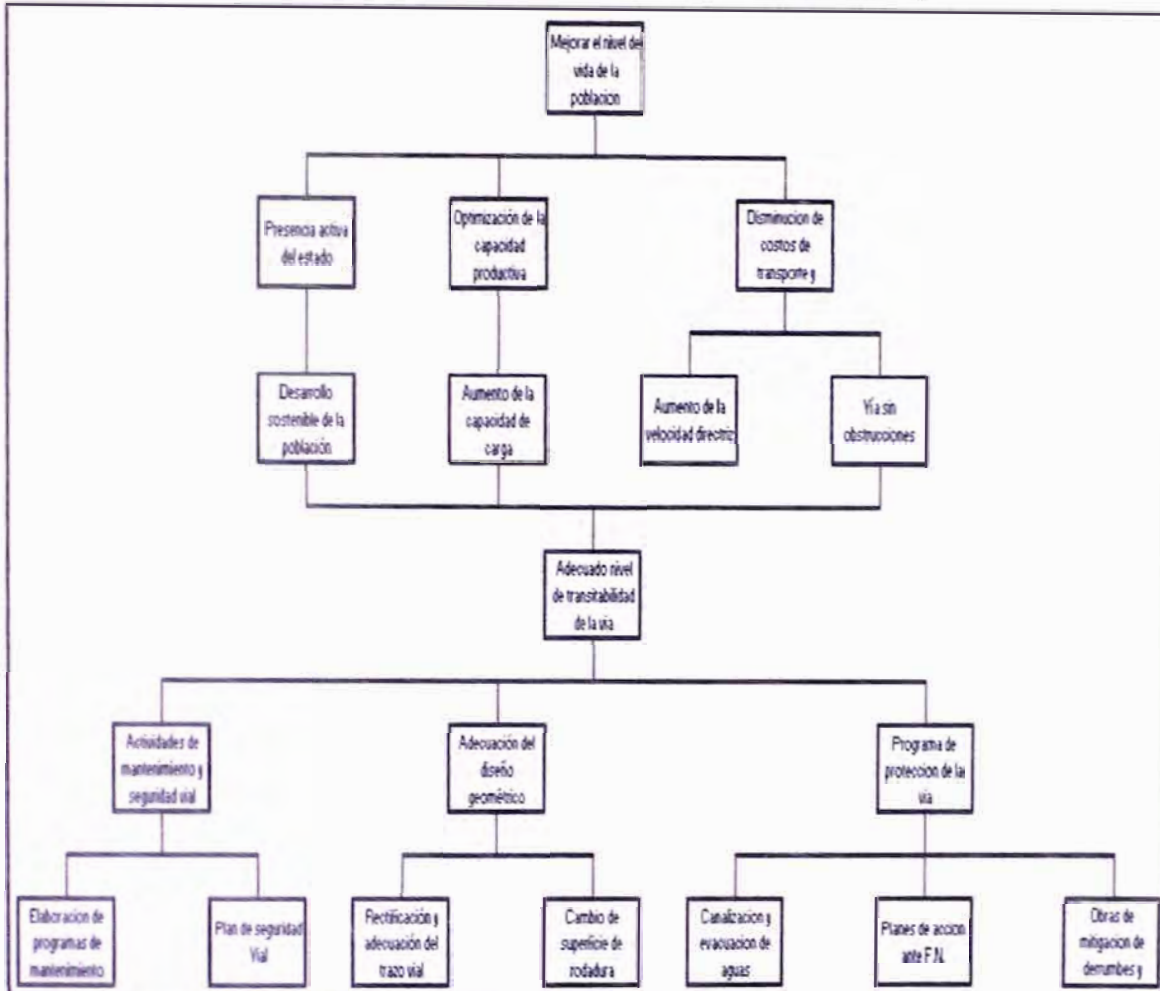 Mejorar el nivel de
vida de la
poblacion
Presencia activa
del estado
Optimización de la
capacidad
productiva
Disminucion de
costos de
transporte y
Desarrollo
sostenible de la
población
Aumento de la
capacidad de
carga
Aumento de la
velocidad directriz
Vía sin
obstrucciones
Adecuado nivel
de transitabilidad
de la via
Actividades de
mantenimiento y
seguridad vial
Adecuación del
diseño
geométrico
Programa de
proteccion de la
vía
Elaboracion de
programas de
mantenimiento
Plan de seguridad
Vial
Rectificación y
adecuación del
trazo vial
Cambio de
superficie de
rodadura
Canalizacion y
evacuacion de
aguas
Planes de accion
ante F.N.
Obras de
mitigacion de
derrumbes y